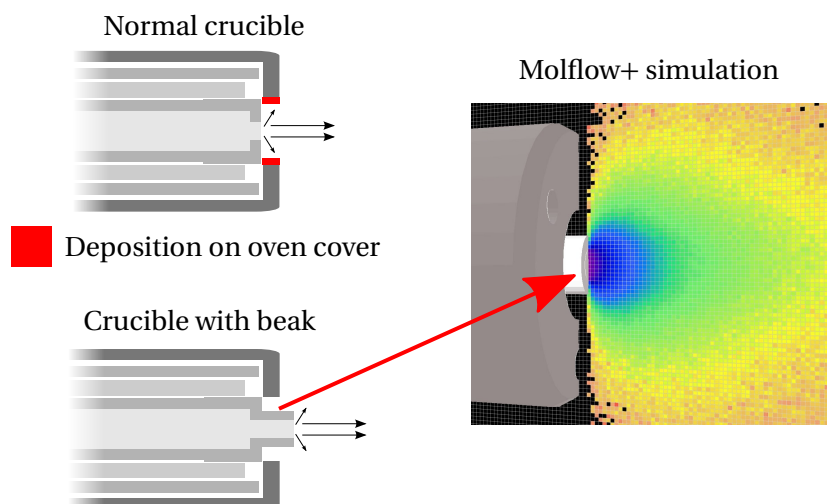 Normal crucible
Molflow+ simulation
Deposition on oven cover
Crucible with beak